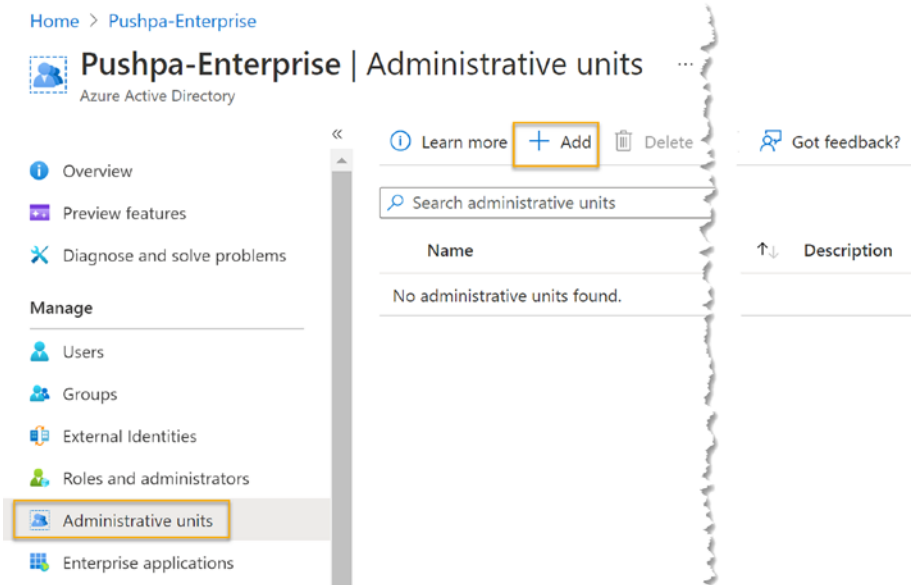 Home > Pushpa-Enterprise
Pushpa-Enterprise | Administrative units ...
Azure Active Directory
«
Overview
Preview features
Diagnose and solve problems
Manage
Users
Groups
External Identities
Roles and administrators
Administrative units
Enterprise applications
Learn more + Add Delete Got feedback?
Search administrative units
Name ↑↓ Description
No administrative units found.